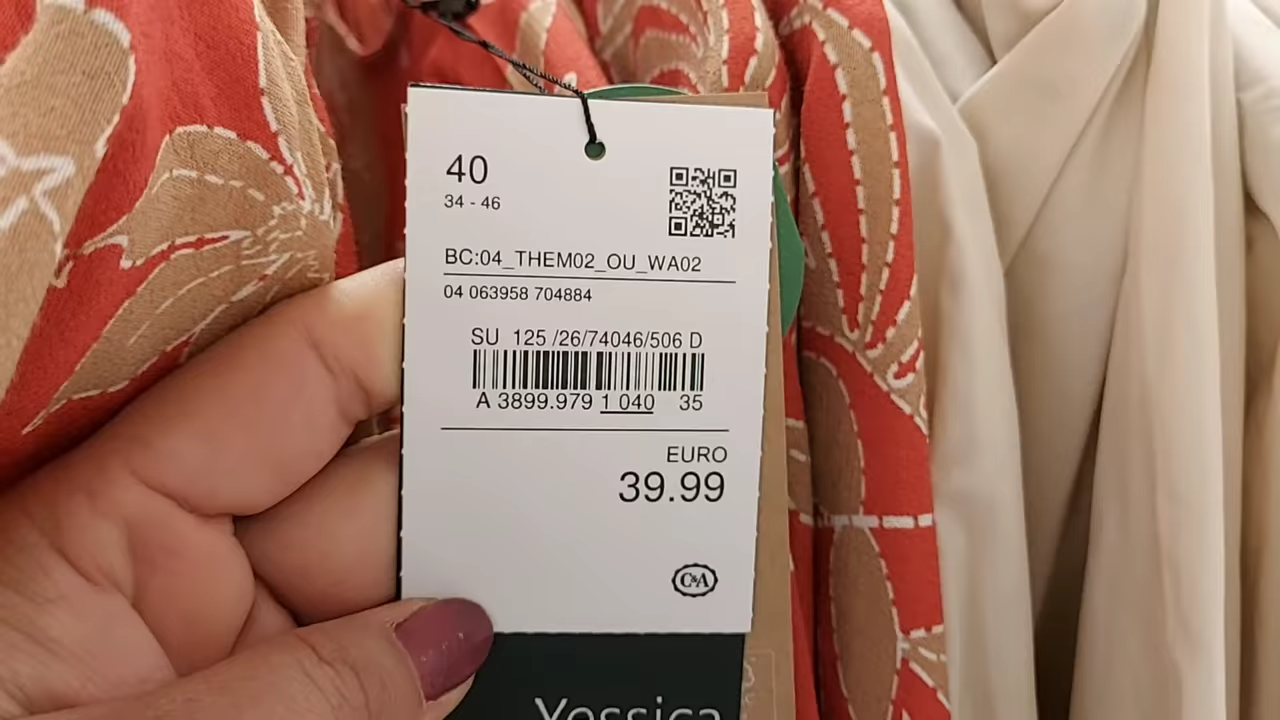 40
34 - 46
BC:04_THEM02_OU_WA02
04 063958 704884
SU 125 /26/74046/506 D
A 3899.979 1 040 35
EURO
39.99
C&A
Yessica